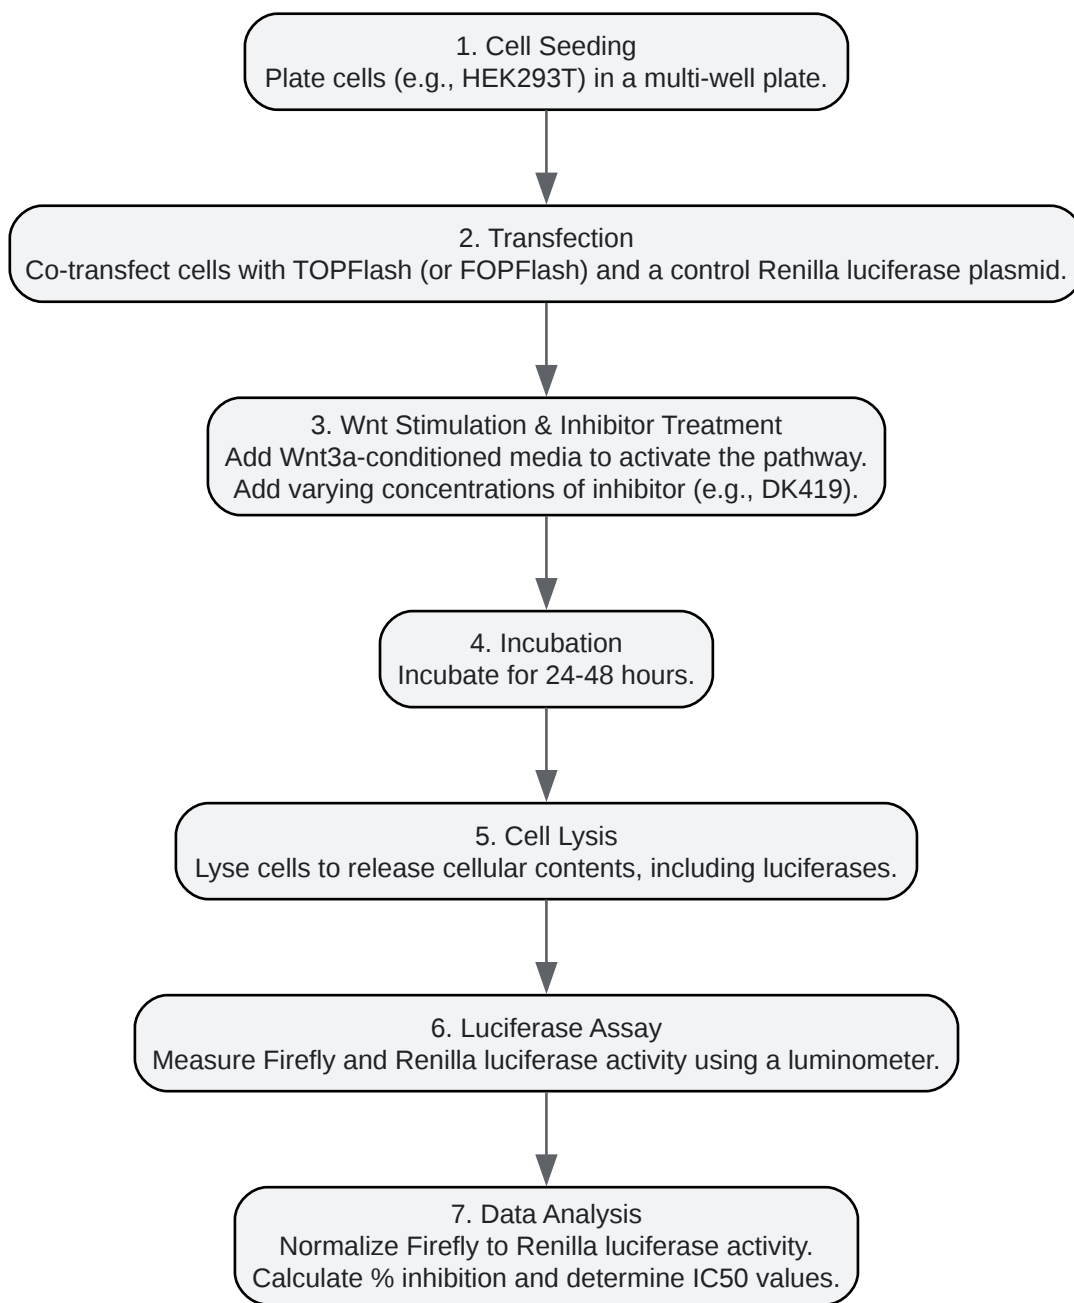 1. Cell Seeding
Plate cells (e.g., HEK293T) in a multi-well plate.
2. Transfection
Co-transfect cells with TOPFlash (or FOPFlash) and a control Renilla luciferase plasmid.
3. Wnt Stimulation & Inhibitor Treatment
Add Wnt3a-conditioned media to activate the pathway.
Add varying concentrations of inhibitor (e.g., DK419).
4. Incubation
Incubate for 24-48 hours.
5. Cell Lysis
Lyse cells to release cellular contents, including luciferases.
6. Luciferase Assay
Measure Firefly and Renilla luciferase activity using a luminometer.
7. Data Analysis
Normalize Firefly to Renilla luciferase activity.
Calculate % inhibition and determine IC50 values.